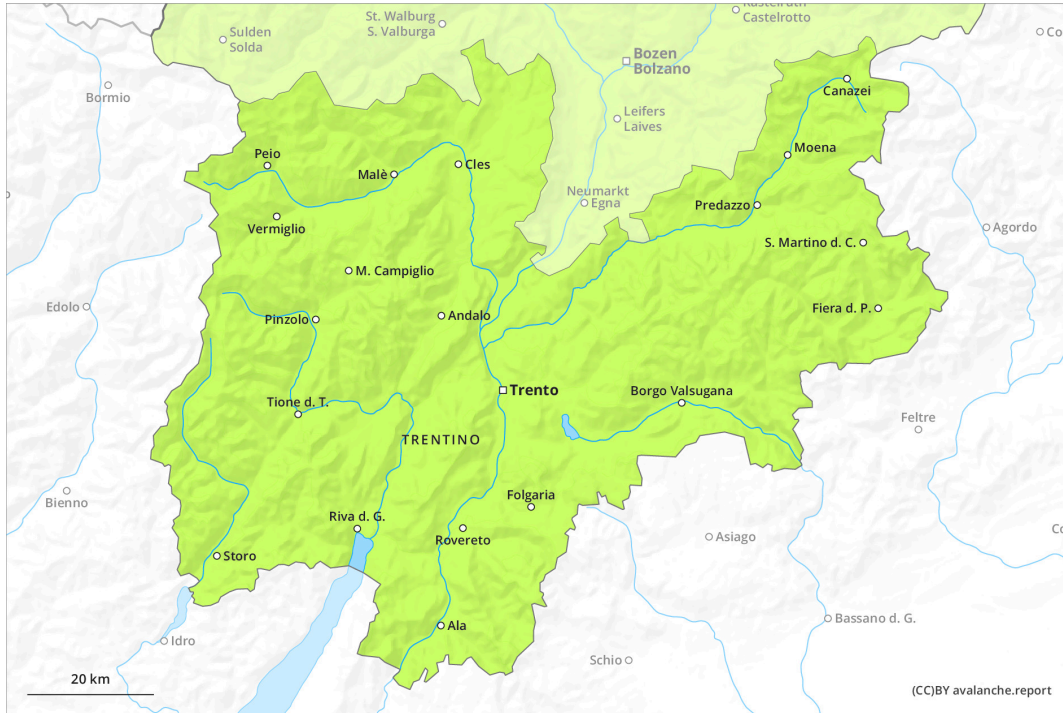 Kastelruth
Castelrotto
St. Walburg
S. Valburga
Sulden
Solda
Co
Bozen
Bolzano
Bormio
Canazei
Leifers
Laives
Moena
Peio
Cles
Malè
Neumarkt
Egna
Predazzo
Vermiglio
Agordo
S. Martino d. C.
M. Campiglio
Edolo
Fiera d. P.
Pinzolo
Andalo
Trento
Borgo Valsugana
Tione d. T.
Feltre
TRENTINO
Bienno
Folgaria
Riva d. G.
Rovereto
Asiago
Co
Storo
Bassano d. G.
Ala
Idro
Schio
20 km
(CC)BY avalanche.report